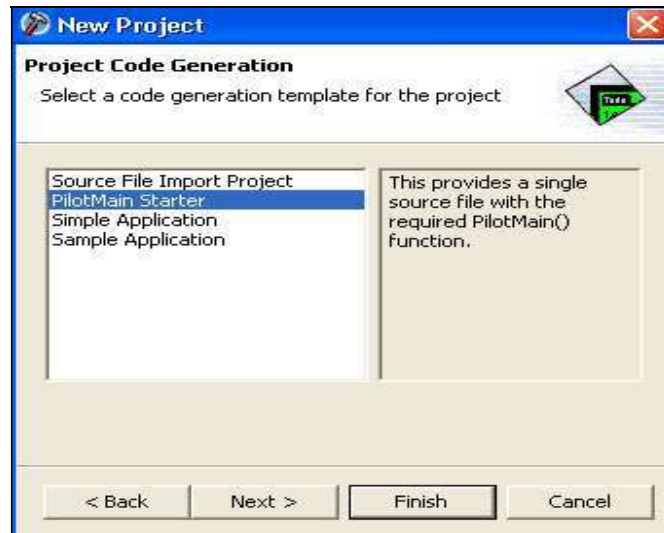 New Project
Project Code Generation
Select a code generation template for the project
Source File Import Project
PilotMain Starter
Simple Application
Sample Application
This provides a single
source file with the
required PilotMain()
function.
< Back
Next >
Finish
Cancel